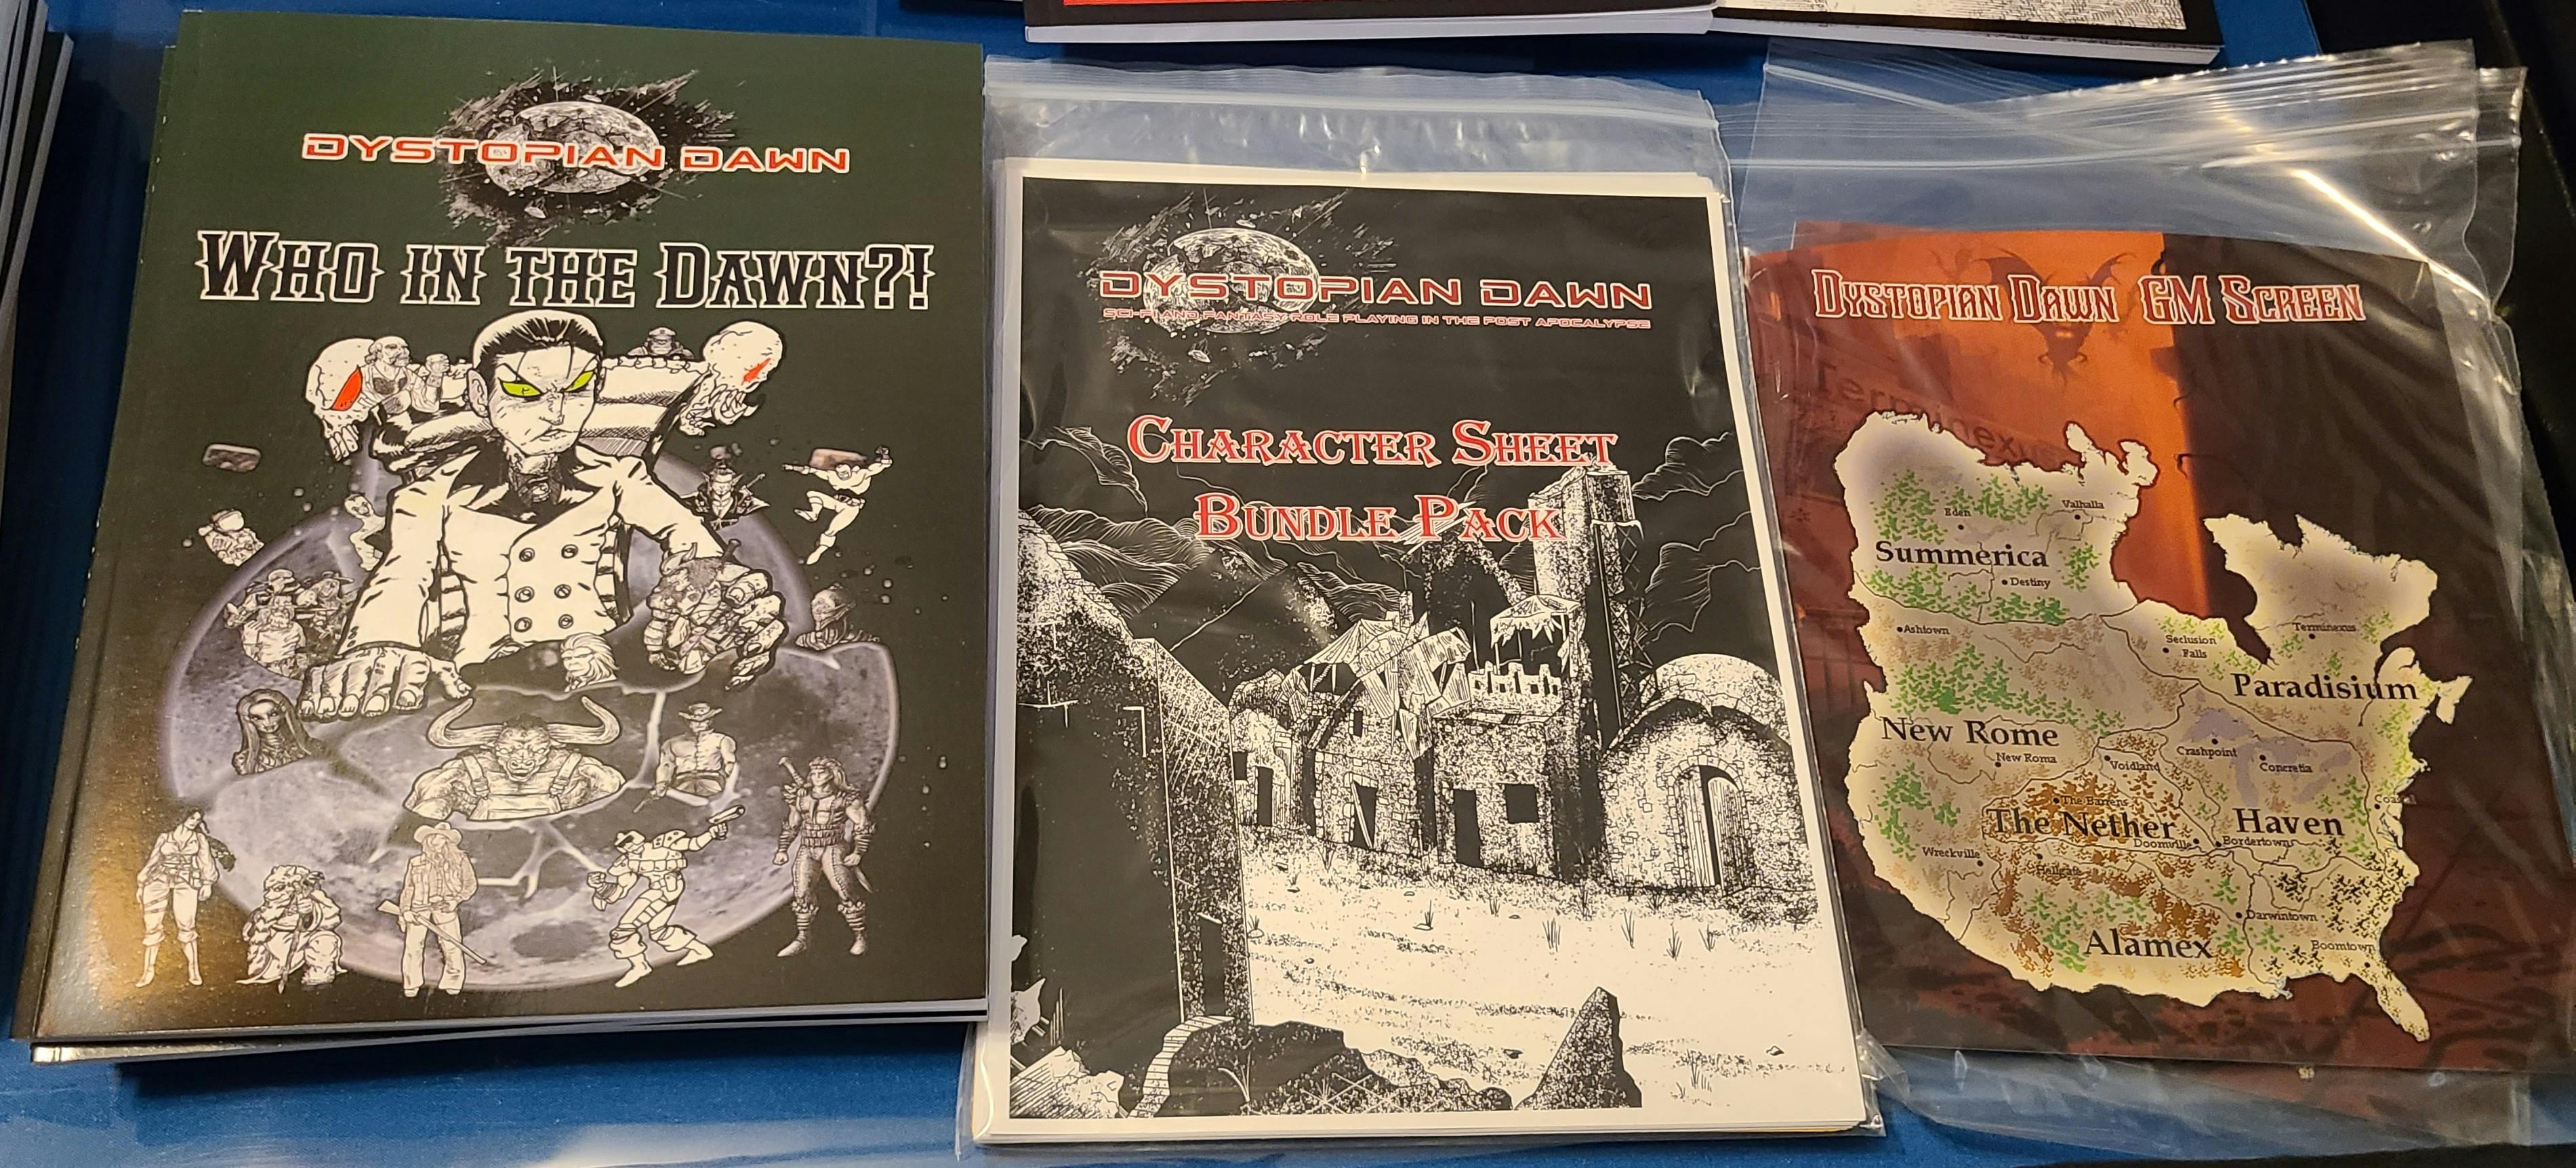 DYSTOPIAN DAWN
WHO IN THE DAWN?!
DYSTOPIAN DAWN
SCI-FI AND FANTASY ROLE PLAYING IN THE POST APOCALYPSE
CHARACTER SHEET
BUNDLE PACK
DYSTOPIAN DAWN GM SCREEN
Terminexus
Valhalla
Eden
Summerica
Destiny
Ashtown
Seclusion
Falls
Terminexus
Paradisium
New Rome
New Roma
Crashpoint
Voidland
Concretia
The Barrens
The Nether
Haven
Doomville
Bordertown
Wreckville
Hellgate
Darwintown
Alamex
Boomtown